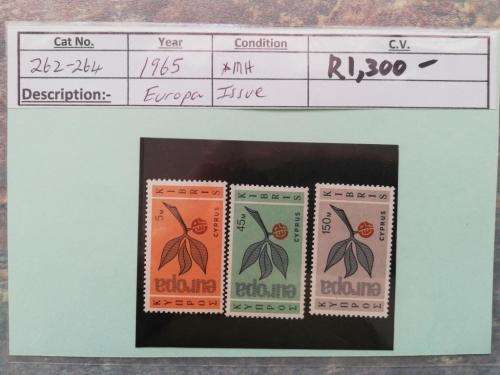 Cat No. Year Condition C.V.
262-264 1965 *MH R1,300-
Description:- Europa Issue
KIBRIS
5M
CYPRUS
europa
ΚΥΠΡΟΣ
KIBRIS
45M
CYPRUS
europa
ΚΥΠΡΟΣ
KIBRIS
150M
CYPRUS
europa
ΚΥΠΡΟΣ